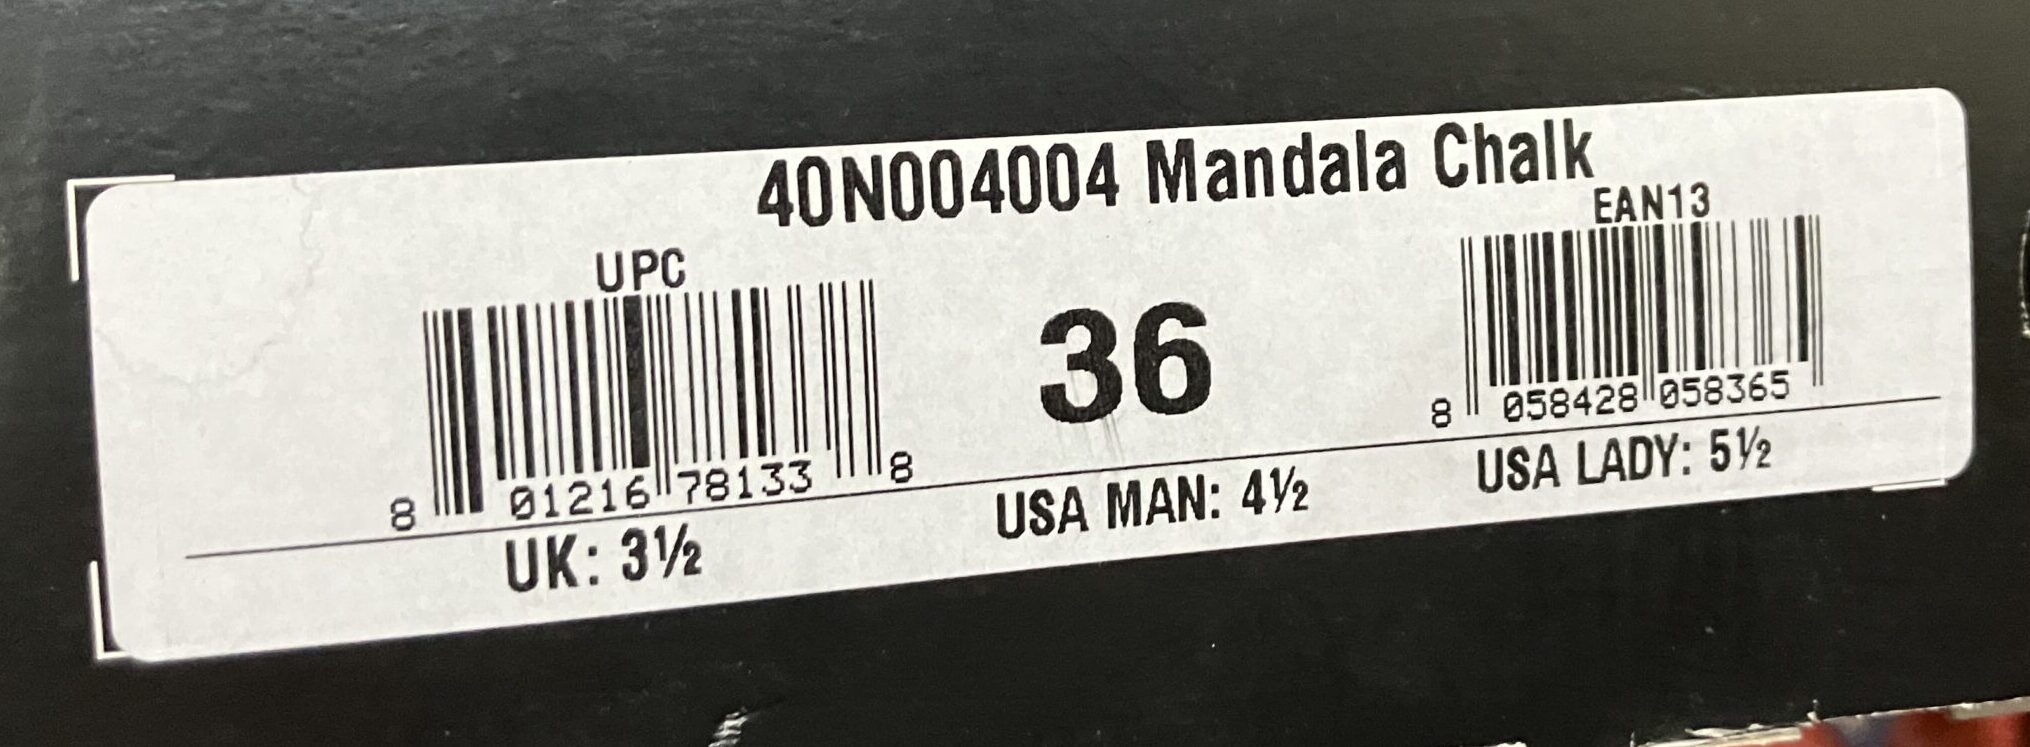 40N004004 Mandala Chalk
UPC
EAN13
36
8 01216 78133 8
8 058428 058365
UK: 3½
USA MAN: 4½
USA LADY: 5½